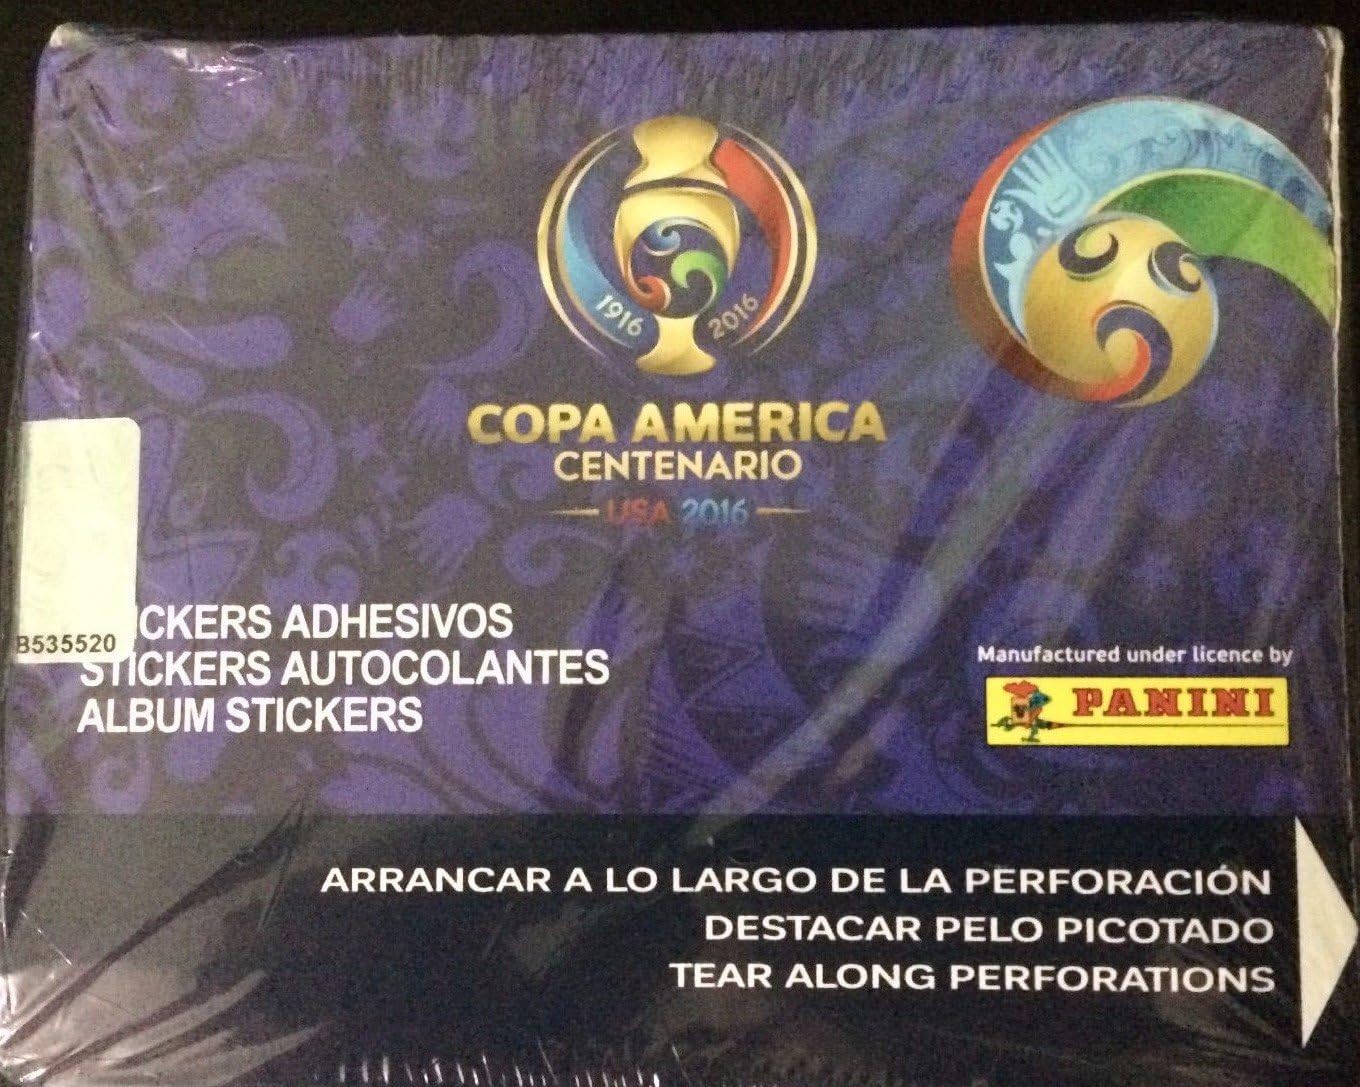 1916 2016
COPA AMERICA
CENTENARIO
USA 2016
ICKERS ADHESIVOS
B535520
STICKERS AUTOCOLANTES
ALBUM STICKERS
Manufactured under licence by
PANINI
ARRANCAR A LO LARGO DE LA PERFORACIÓN
DESTACAR PELO PICOTADO
TEAR ALONG PERFORATIONS